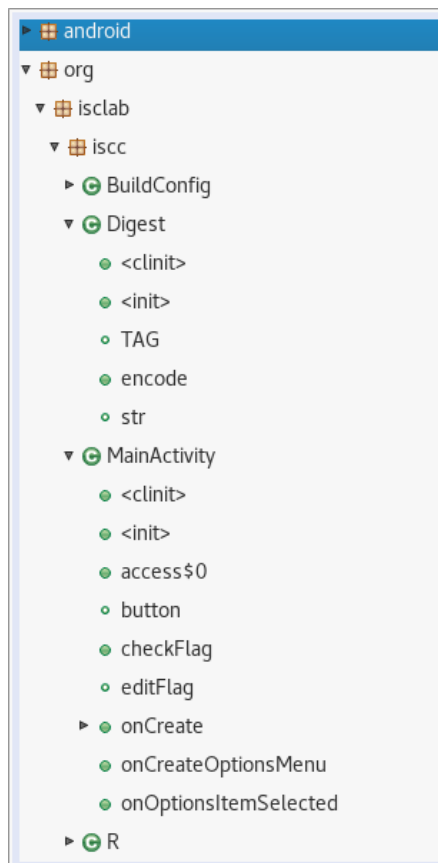 android
org
isclab
iscc
BuildConfig
Digest
<clinit>
<init>
TAG
encode
str
MainActivity
<clinit>
<init>
access$0
button
checkFlag
editFlag
onCreate
onCreateOptionsMenu
onOptionsItemSelected
R